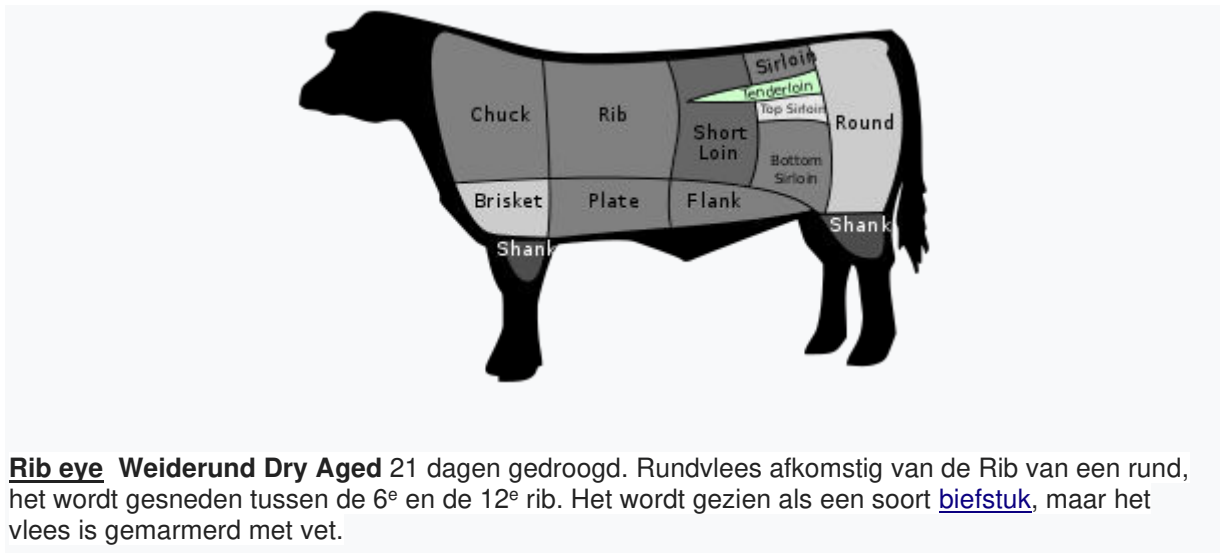 Sirloin
Tenderloin
Top Sirloin
Chuck
Rib
Round
Short
Loin
Bottom
Sirloin
Brisket
Plate
Flank
Shank
Shank
Rib eye Weiderund Dry Aged 21 dagen gedroogd. Rundvlees afkomstig van de Rib van een rund,
het wordt gesneden tussen de 6ᵉ en de 12ᵉ rib. Het wordt gezien als een soort biefstuk, maar het
vlees is gemarmerd met vet.